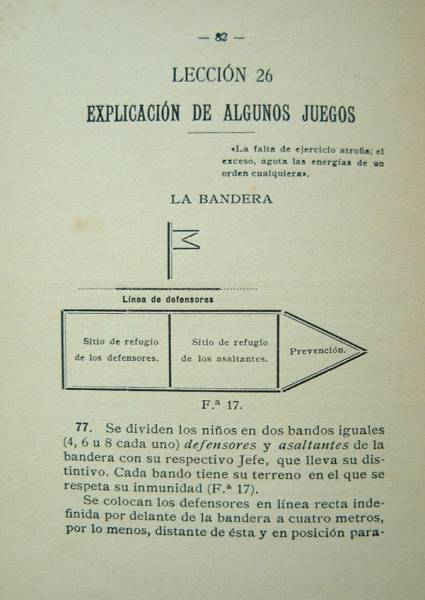 — 82 —
LECCIÓN 26
EXPLICACIÓN DE ALGUNOS JUEGOS
«La falta de ejercicio atrofia; el
exceso, agota las energías de un
orden cualquiera».
LA BANDERA
Línea de defensores
Sitio de refugio
de los defensores.
Sitio de refugio
de los asaltantes.
Prevención.
F.ª 17.
77. Se dividen los niños en dos bandos iguales
(4, 6 u 8 cada uno) defensores y asaltantes de la
bandera con su respectivo Jefe, que lleva su dis-
tintivo. Cada bando tiene su terreno en el que se
respeta su inmunidad (F.ª 17).
Se colocan los defensores en línea recta inde-
finida por delante de la bandera a cuatro metros,
por lo menos, distante de ésta y en posición para-